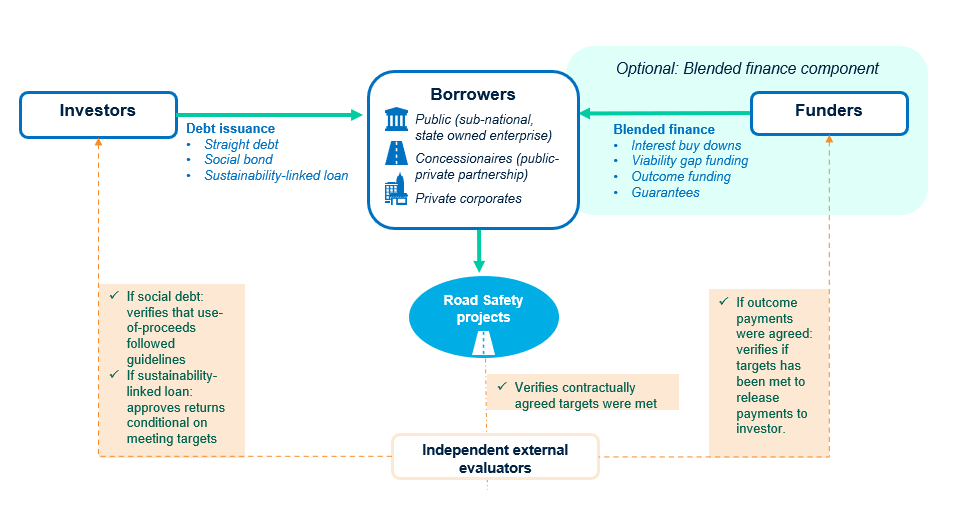 Optional: Blended finance component
Investors
Borrowers
Funders
Public (sub-national,
state owned enterprise)
Concessionaires (public-
private partnership)
Private corporates
Debt issuance
• Straight debt
• Social bond
• Sustainability-linked loan
Blended finance
• Interest buy downs
• Viability gap funding
• Outcome funding
• Guarantees
Road Safety
projects
✓ If social debt:
verifies that use-
of-proceeds
followed
guidelines
✓ If sustainability-
linked loan:
approves returns
conditional on
meeting targets
✓ Verifies contractually
agreed targets were met
✓ If outcome
payments
were agreed:
verifies if
targets has
been met to
release
payments to
investor.
Independent external
evaluators